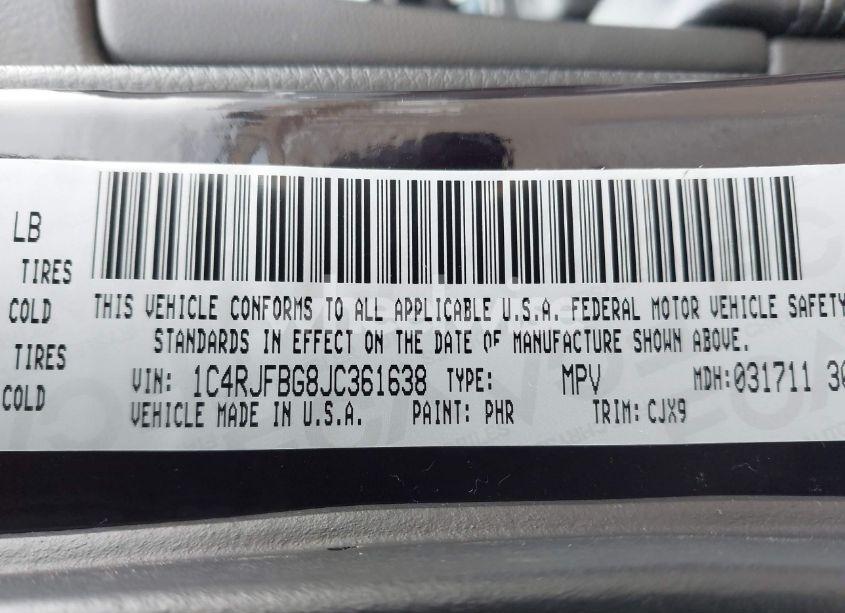 LB
TIRES
COLD
TIRES
COLD
THIS VEHICLE CONFORMS TO ALL APPLICABLE U.S.A. FEDERAL MOTOR VEHICLE SAFETY
STANDARDS IN EFFECT ON THE DATE OF MANUFACTURE SHOWN ABOVE.
VIN: 1C4RJFBG8JC361638 TYPE: MPV MDH:031711
VEHICLE MADE IN U.S.A. PAINT: PHR TRIM: CJX9